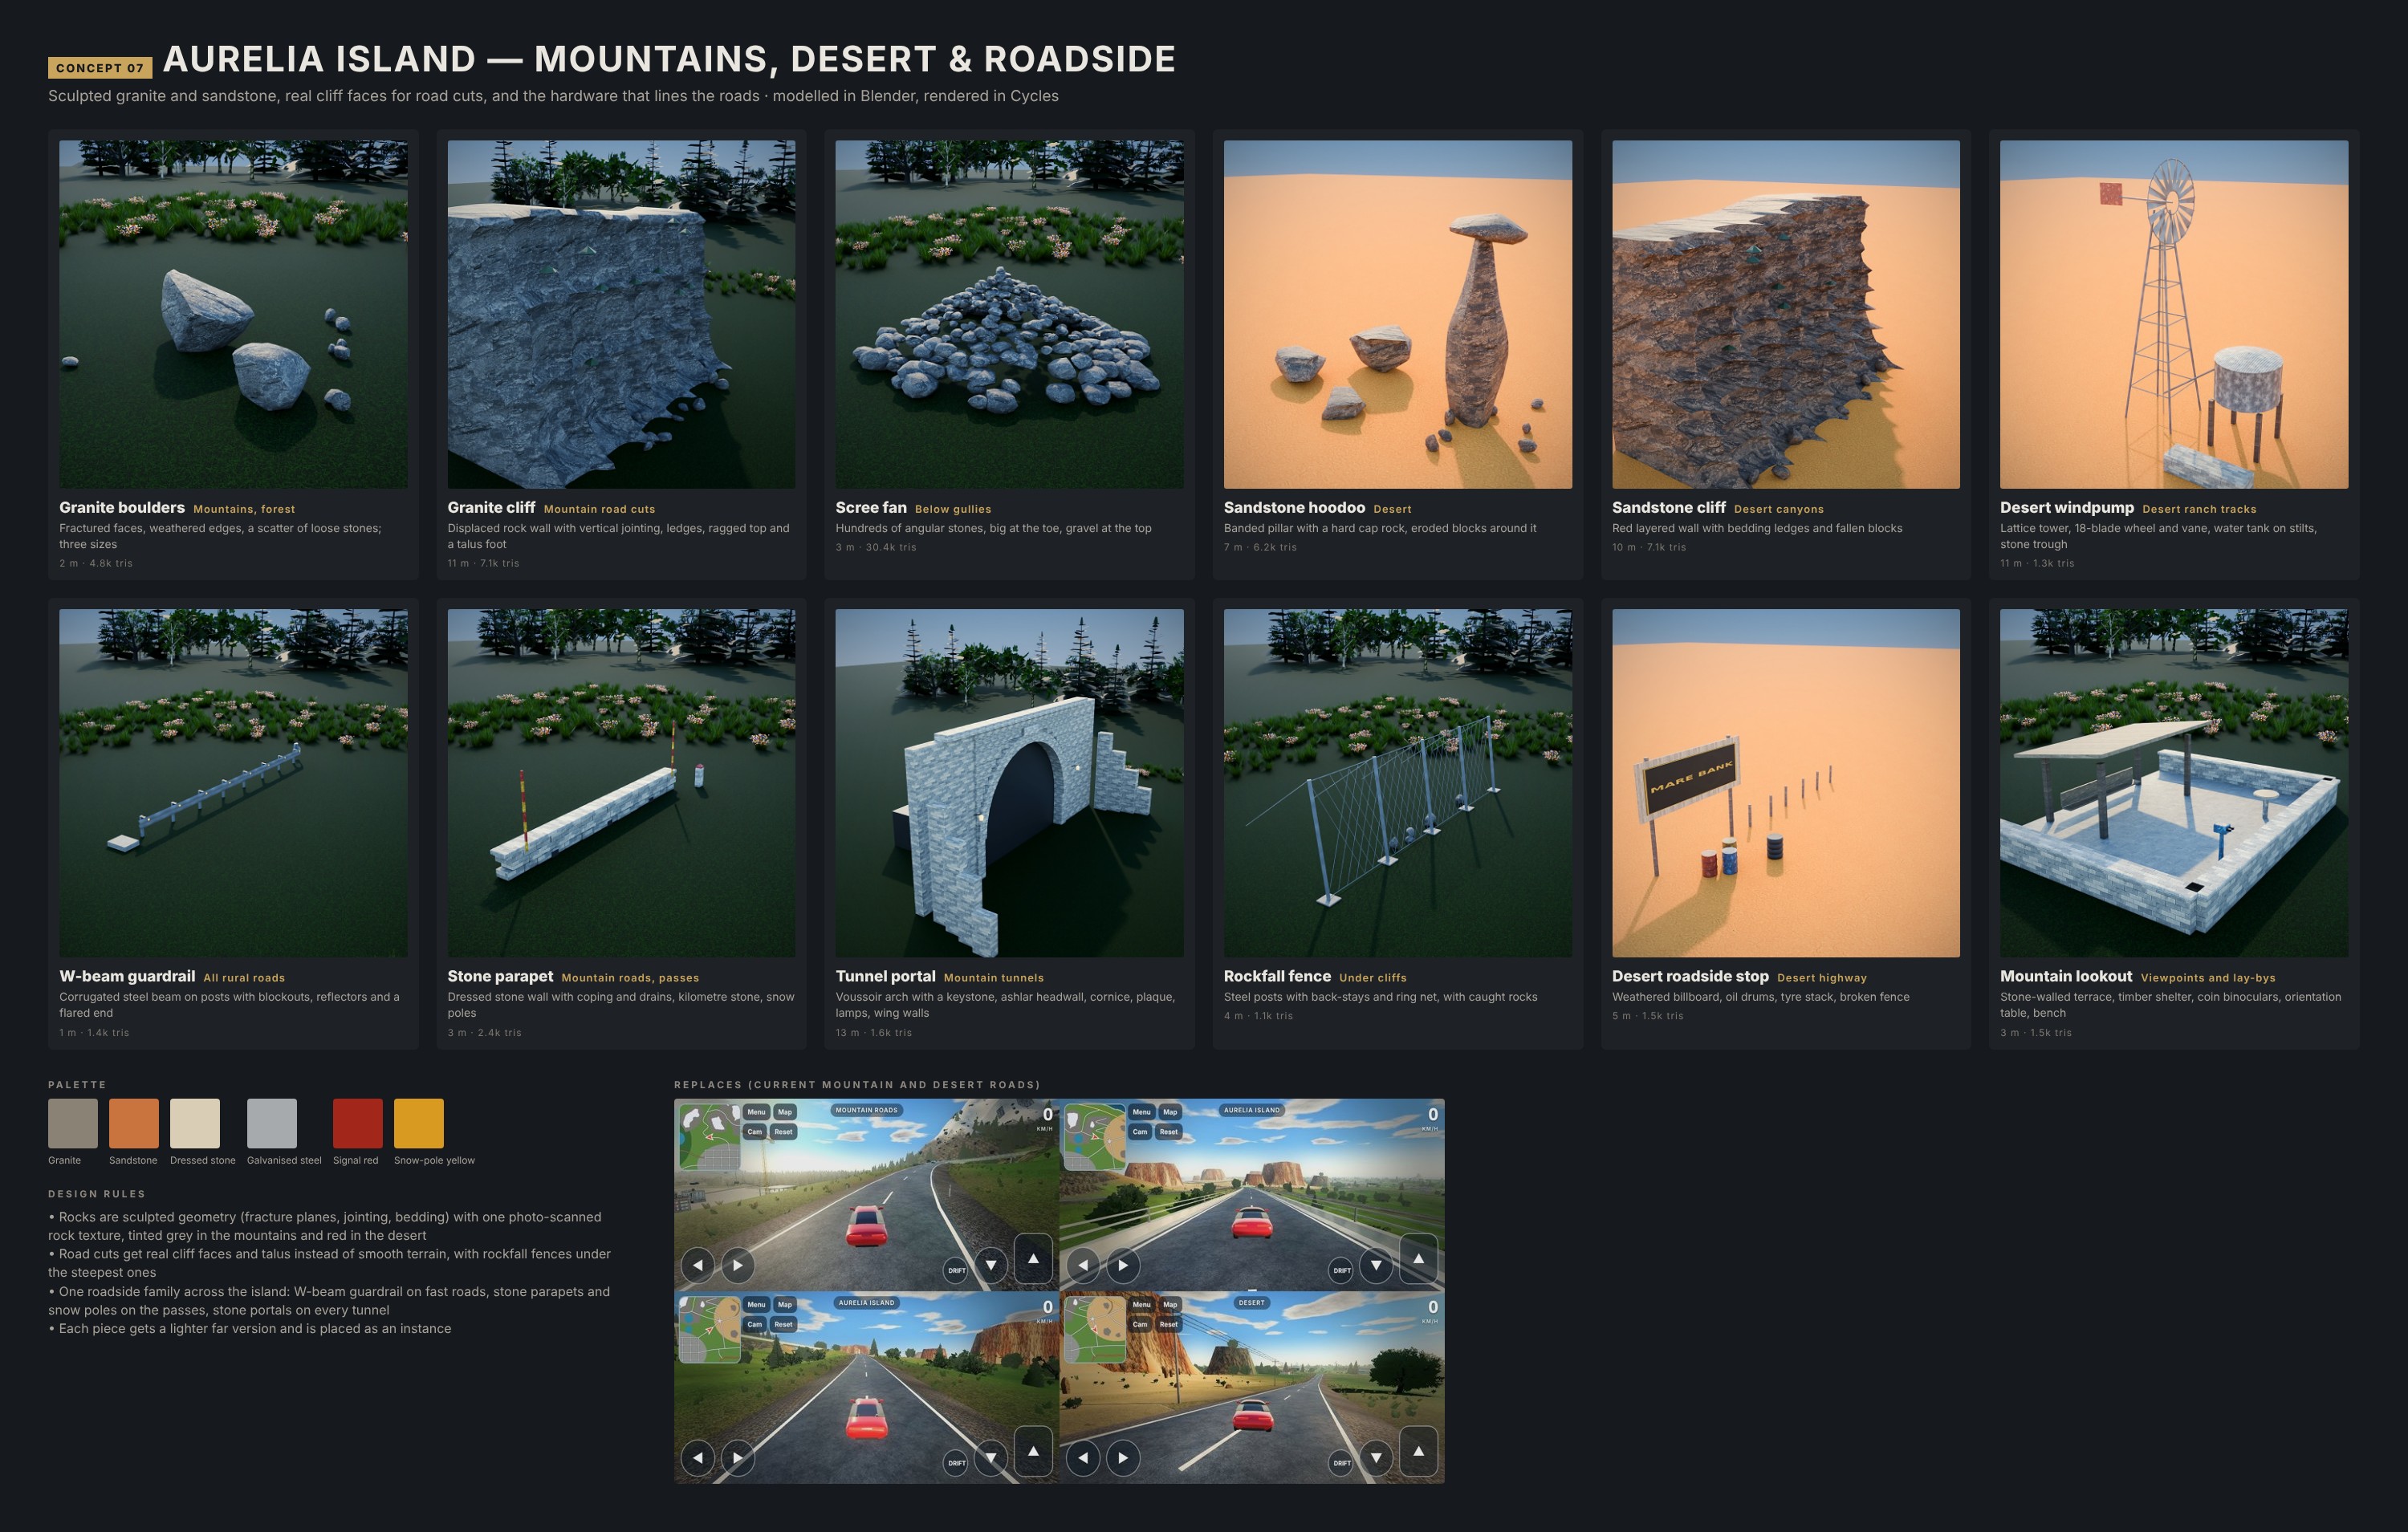 CONCEPT 07 AURELIA ISLAND — MOUNTAINS, DESERT & ROADSIDE
Sculpted granite and sandstone, real cliff faces for road cuts, and the hardware that lines the roads · modelled in Blender, rendered in Cycles
Granite boulders Mountains, forest
Fractured faces, weathered edges, a scatter of loose stones;
three sizes
2 m · 4.8k tris
Granite cliff Mountain road cuts
Displaced rock wall with vertical jointing, ledges, ragged top and
a talus foot
11 m · 7.1k tris
Scree fan Below gullies
Hundreds of angular stones, big at the toe, gravel at the top
3 m · 30.4k tris
Sandstone hoodoo Desert
Banded pillar with a hard cap rock, eroded blocks around it
7 m · 6.2k tris
Sandstone cliff Desert canyons
Red layered wall with bedding ledges and fallen blocks
10 m · 7.1k tris
Desert windpump Desert ranch tracks
Lattice tower, 18-blade wheel and vane, water tank on stilts,
stone trough
11 m · 1.3k tris
W-beam guardrail All rural roads
Corrugated steel beam on posts with blockouts, reflectors and a
flared end
1 m · 1.4k tris
Stone parapet Mountain roads, passes
Dressed stone wall with coping and drains, kilometre stone, snow
poles
3 m · 2.4k tris
Tunnel portal Mountain tunnels
Voussoir arch with a keystone, ashlar headwall, cornice, plaque,
lamps, wing walls
13 m · 1.6k tris
Rockfall fence Under cliffs
Steel posts with back-stays and ring net, with caught rocks
4 m · 1.1k tris
MARE BANK
Desert roadside stop Desert highway
Weathered billboard, oil drums, tyre stack, broken fence
5 m · 1.5k tris
Mountain lookout Viewpoints and lay-bys
Stone-walled terrace, timber shelter, coin binoculars, orientation
table, bench
3 m · 1.5k tris
PALETTE
Granite Sandstone Dressed stone Galvanised steel Signal red Snow-pole yellow
DESIGN RULES
• Rocks are sculpted geometry (fracture planes, jointing, bedding) with one photo-scanned
rock texture, tinted grey in the mountains and red in the desert
• Road cuts get real cliff faces and talus instead of smooth terrain, with rockfall fences under
the steepest ones
• One roadside family across the island: W-beam guardrail on fast roads, stone parapets and
snow poles on the passes, stone portals on every tunnel
• Each piece gets a lighter far version and is placed as an instance
REPLACES (CURRENT MOUNTAIN AND DESERT ROADS)
Menu Map MOUNTAIN ROADS 0
Cam Reset KM/H
DRIFT
Menu Map AURELIA ISLAND 0
Cam Reset KM/H
DRIFT
Menu Map AURELIA ISLAND 0
Cam Reset KM/H
DRIFT
Menu Map DESERT 0
Cam Reset KM/H
DRIFT